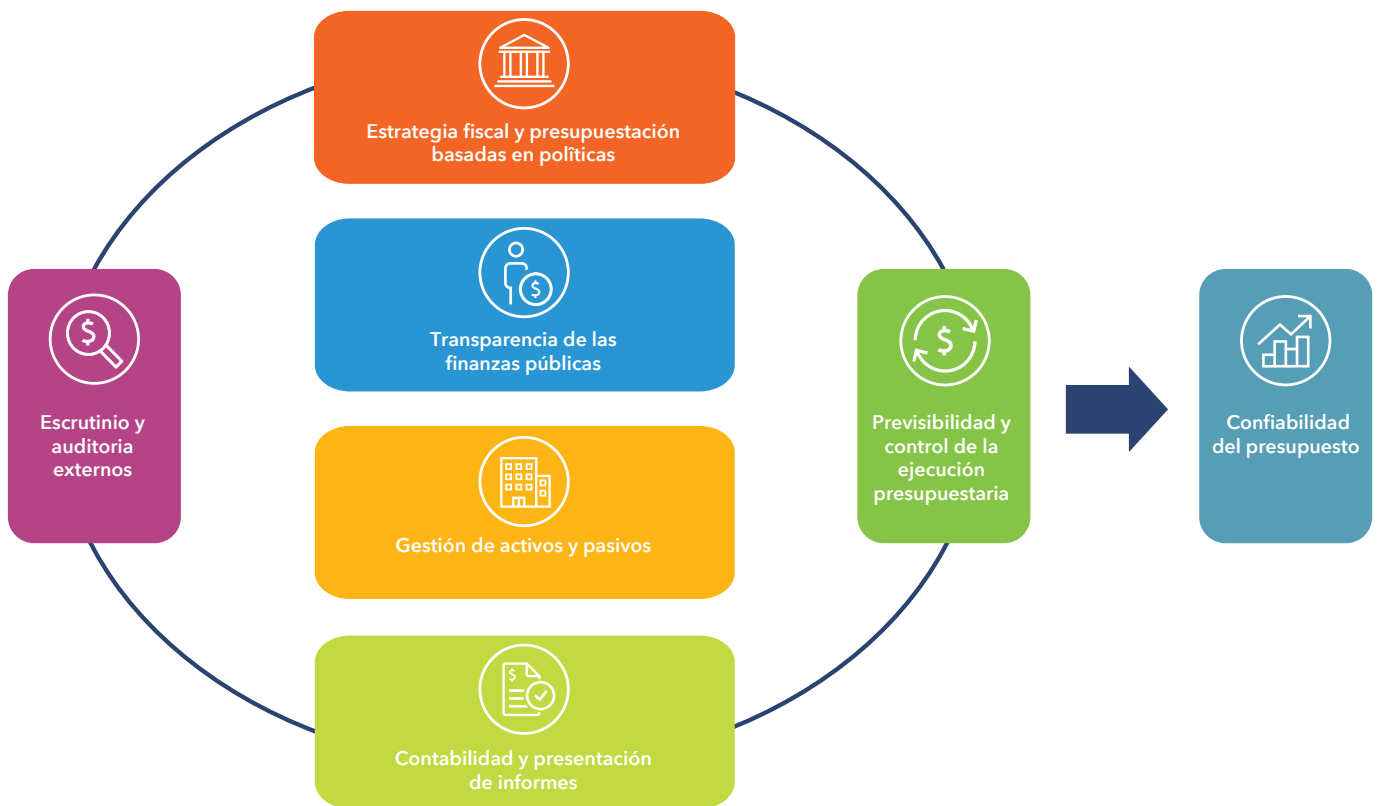 Estrategia fiscal y presupuestación
basadas en polîticas
$
Transparencia de las
finanzas públicas
$
Escrutinio y
auditoria
externos
$
Previsibilidad y
control de la
ejecución
presupuestaria
Confiabilidad
del presupuesto
Gestión de activos y pasivos
$
Contabilidad y presentación
de informes